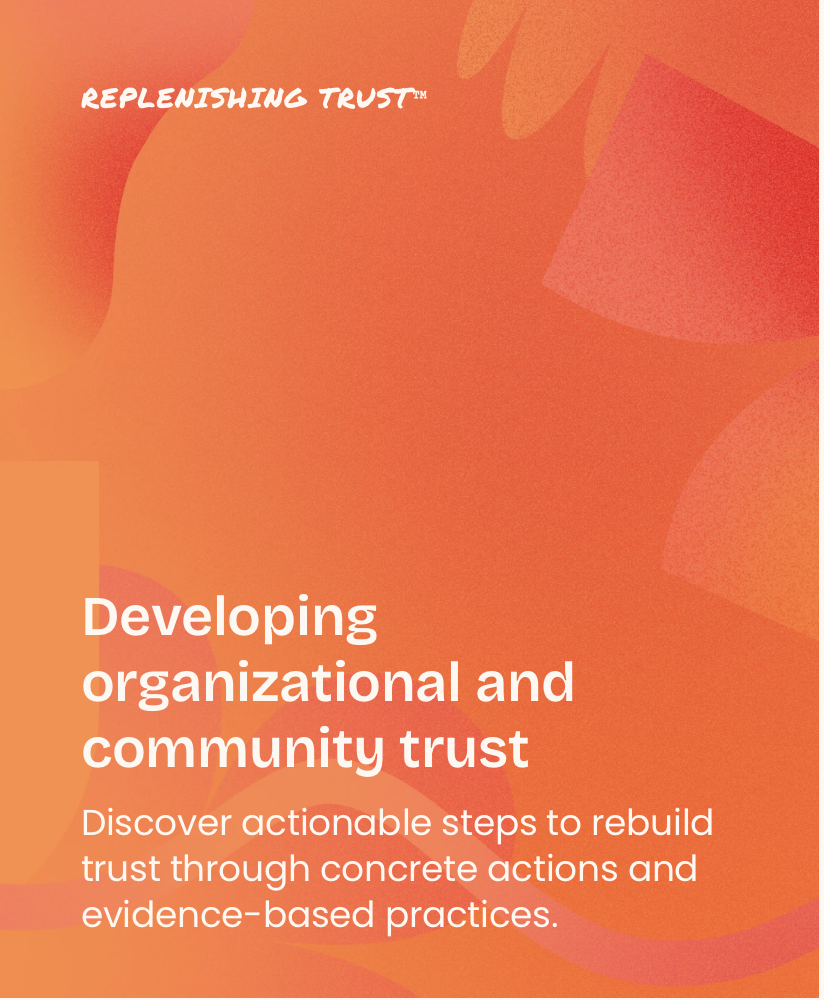 REPLENISHING TRUST™
Developing
organizational and
community trust
Discover actionable steps to rebuild
trust through concrete actions and
evidence-based practices.